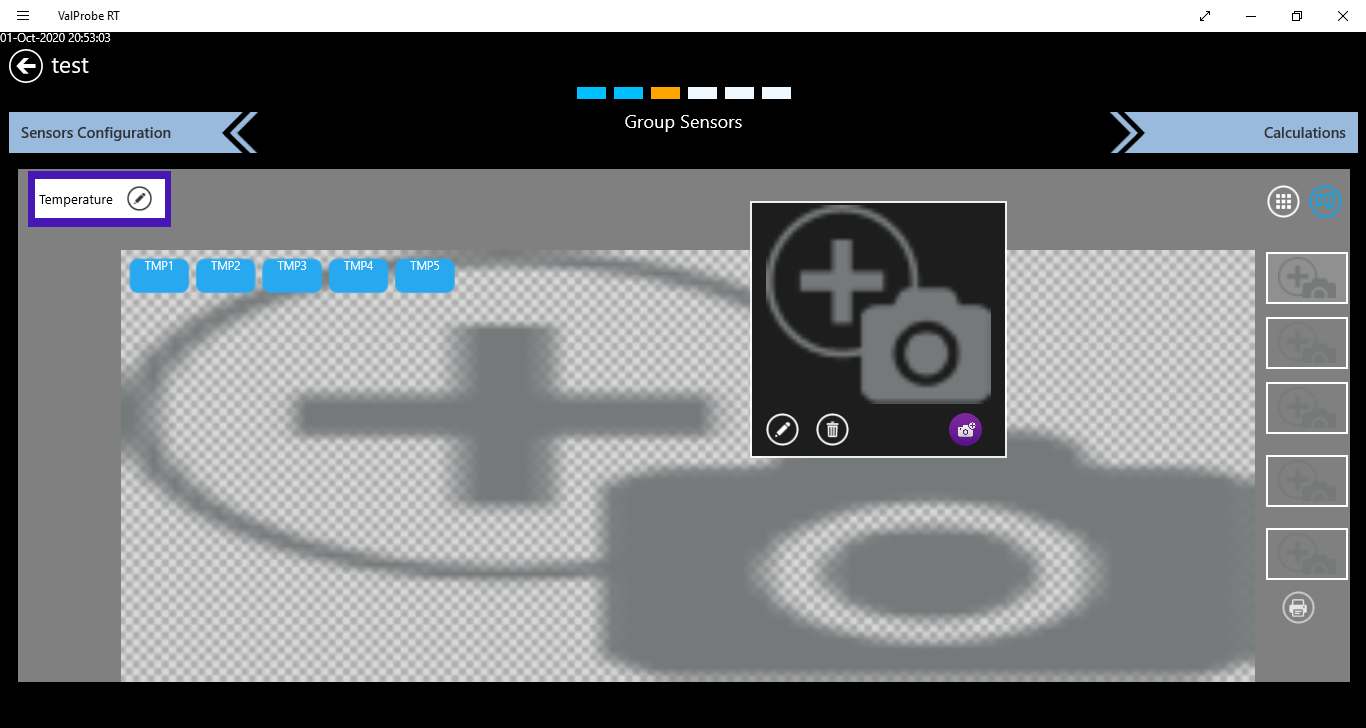 ValProbe RT
01-Oct-2020 20:53:03
test
Group Sensors
Sensors Configuration
Calculations
Temperature
TMP1 TMP2 TMP3 TMP4 TMP5